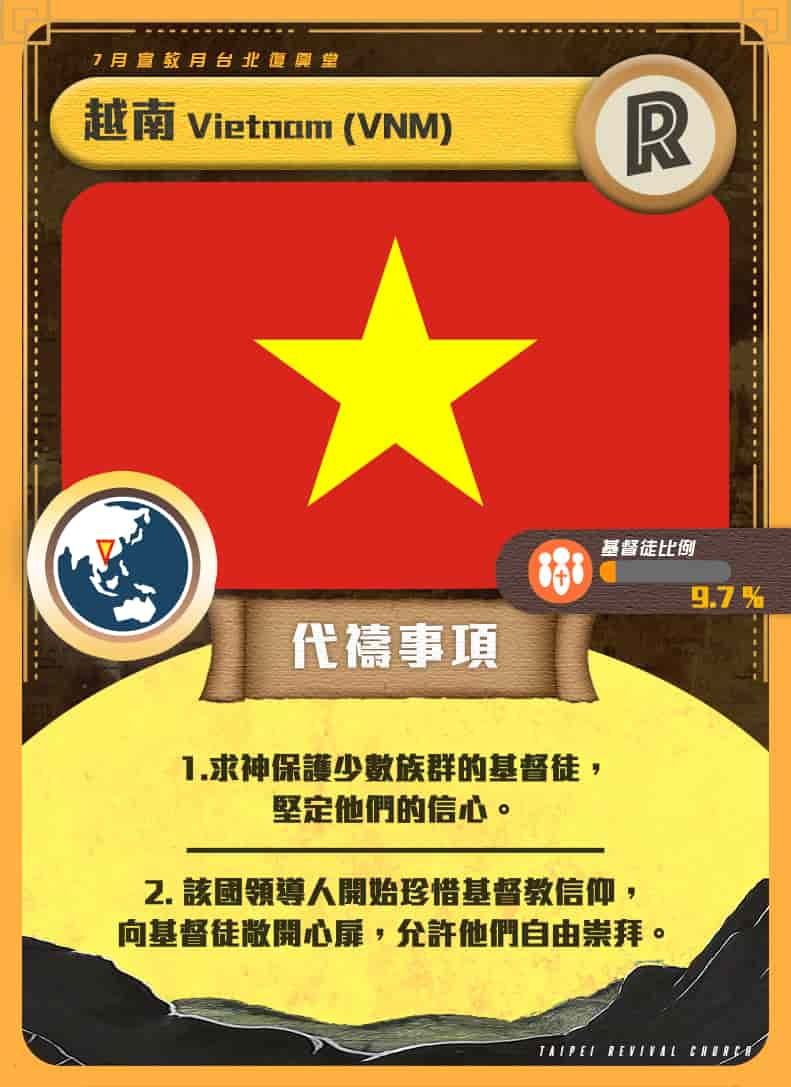 7月宣教月台北復興堂
越南 Vietnam (VNM)
R
基督徒比例
9.7 %
代禱事項
1.求神保護少數族群的基督徒，
堅定他們的信心。
2. 該國領導人開始珍惜基督教信仰，
向基督徒敞開心扉，允許他們自由崇拜。
TAIPEI REVIVAL CHURCH